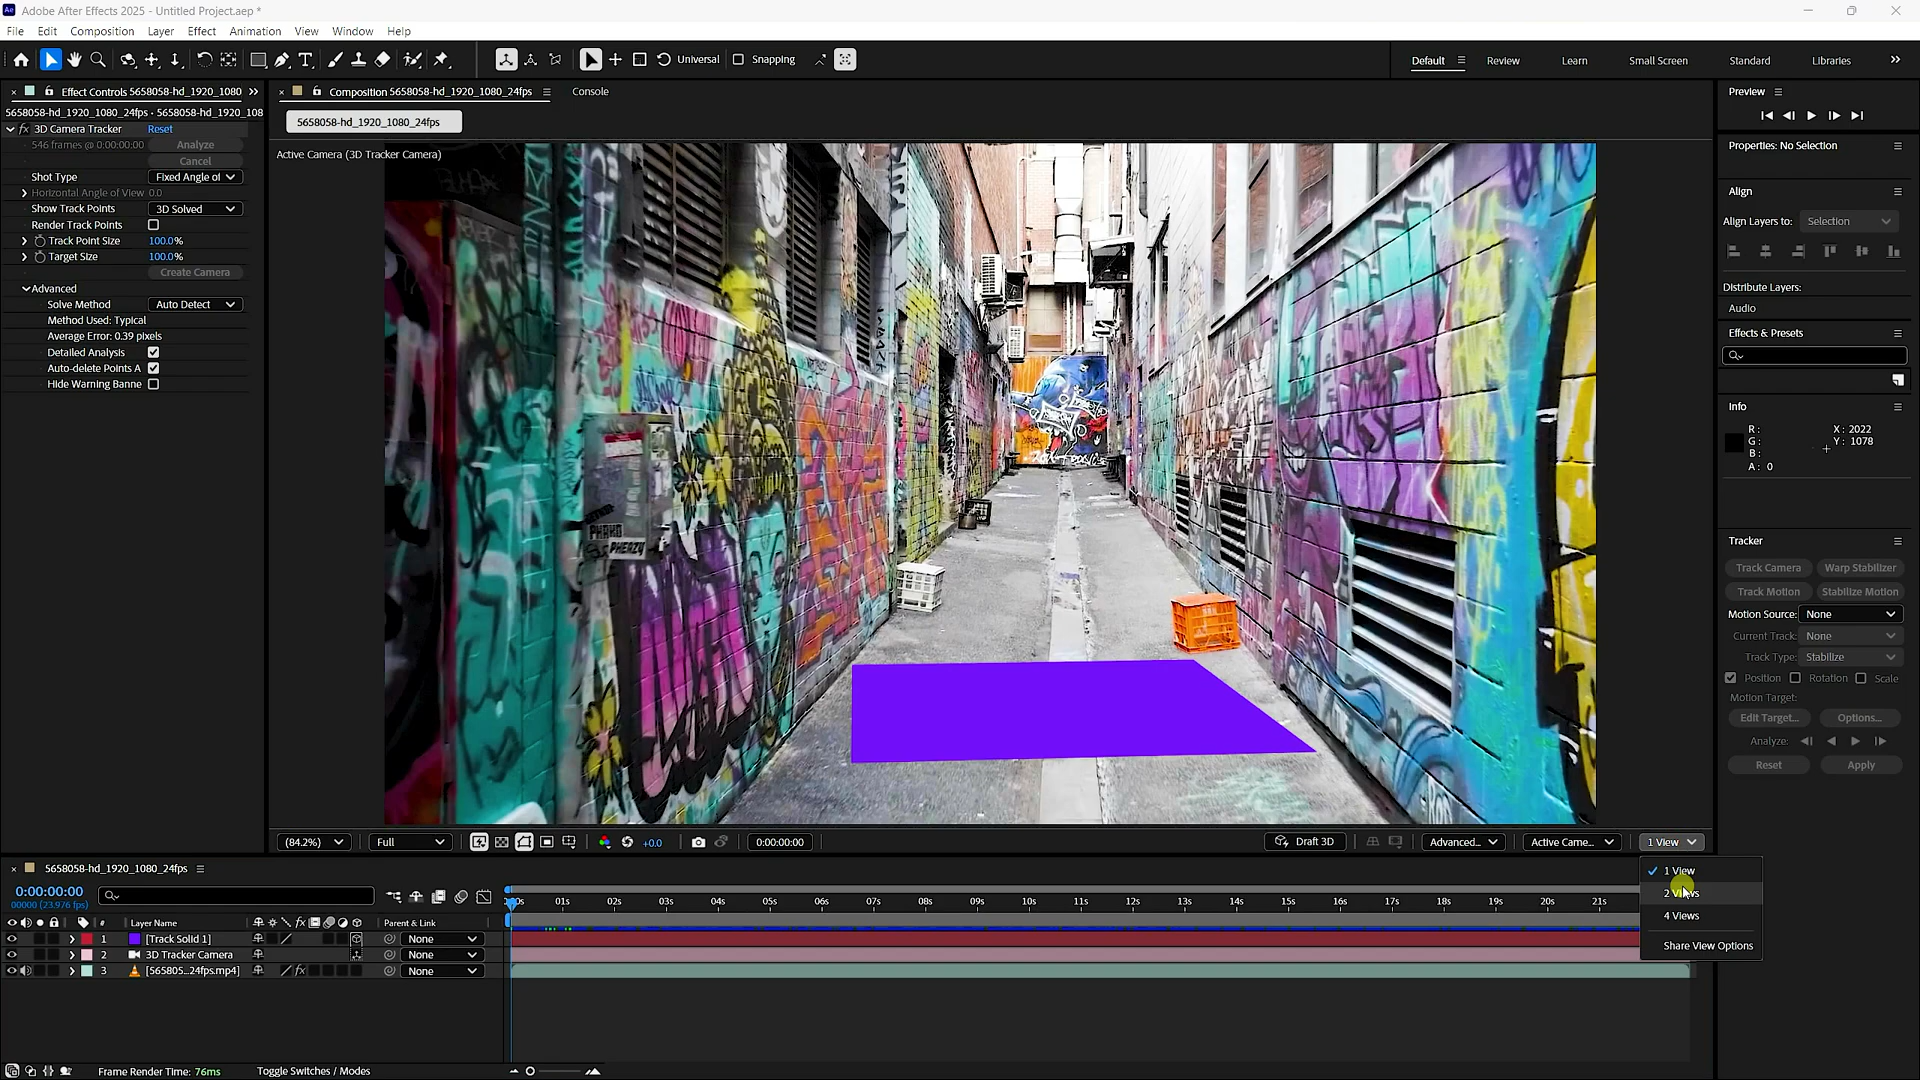 Adobe After Effects 2025 - Untitled Project.aep *
File Edit Composition Layer Effect Animation View Window Help
Universal Snapping Default Review Learn Small Screen Standard Libraries
Effect Controls 5658058-hd_1920_1080
5658058-hd_1920_1080_24fps • 5658058-hd_1920_108
3D Camera Tracker Reset
546 frames @ 0:00:00:00 Analyze
Cancel
Shot Type Fixed Angle of
Horizontal Angle of View 0.0
Show Track Points 3D Solved
Render Track Points
Track Point Size 100.0%
Target Size 100.0%
Create Camera
Advanced
Solve Method Auto Detect
Method Used: Typical
Average Error: 0.39 pixels
Detailed Analysis
Auto-delete Points A
Hide Warning Banne
Composition 5658058-hd_1920_1080_24fps Console
5658058-hd_1920_1080_24fps
Active Camera (3D Tracker Camera)
(84.2%) Full +0.0 0:00:00:00 Draft 3D Advanced... Active Came... 1 View
1 View
2 Views
4 Views
Share View Options
Preview
Properties: No Selection
Align
Align Layers to: Selection
Distribute Layers:
Audio
Effects & Presets
Info
R: X: 2022
G: Y: 1078
B:
A: 0
Tracker
Track Camera Warp Stabilizer
Track Motion Stabilize Motion
Motion Source: None
Current Track: None
Track Type: Stabilize
Position Rotation Scale
Motion Target:
Edit Target... Options...
Analyze:
Reset Apply
5658058-hd_1920_1080_24fps
0:00:00:00
00000 (23.976 fps)
0s 01s 02s 03s 04s 05s 06s 07s 08s 09s 10s 11s 12s 13s 14s 15s 16s 17s 18s 19s 20s 21s
# Layer Name fx Parent & Link
1 [Track Solid 1] None
2 3D Tracker Camera None
3 [565805...24fps.mp4] fx None
Frame Render Time: 76ms Toggle Switches / Modes